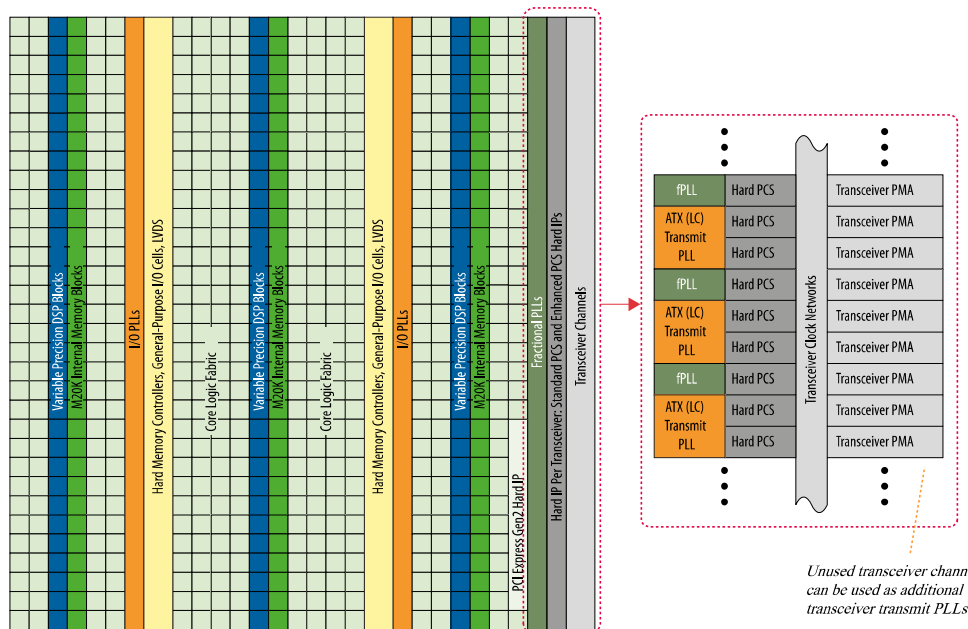 Variable Precision DSP Blocks
M20K Internal Memory Blocks
I/O PLLs
Hard Memory Controllers, General-Purpose I/O Cells, LVDS
Core Logic Fabric
Variable Precision DSP Blocks
M20K Internal Memory Blocks
Core Logic Fabric
Hard Memory Controllers, General-Purpose I/O Cells, LVDS
I/O PLLs
Variable Precision DSP Blocks
M20K Internal Memory Blocks
PCI Express Gen2 Hard IP
Fractional PLLs
Hard IP Per Transceiver: Standard PCS and Enhanced PCS Hard IPs
Transceiver Channels
fPLL
Hard PCS
Transceiver PMA
ATX (LC)
Transmit
PLL
Hard PCS
Transceiver PMA
Hard PCS
Transceiver PMA
fPLL
Hard PCS
Transceiver PMA
ATX (LC)
Transmit
PLL
Hard PCS
Transceiver PMA
Hard PCS
Transceiver PMA
fPLL
Hard PCS
Transceiver PMA
ATX (LC)
Transmit
PLL
Hard PCS
Transceiver PMA
Hard PCS
Transceiver PMA
Transceiver Clock Networks
Unused transceiver chann
can be used as additional
transceiver transmit PLLs